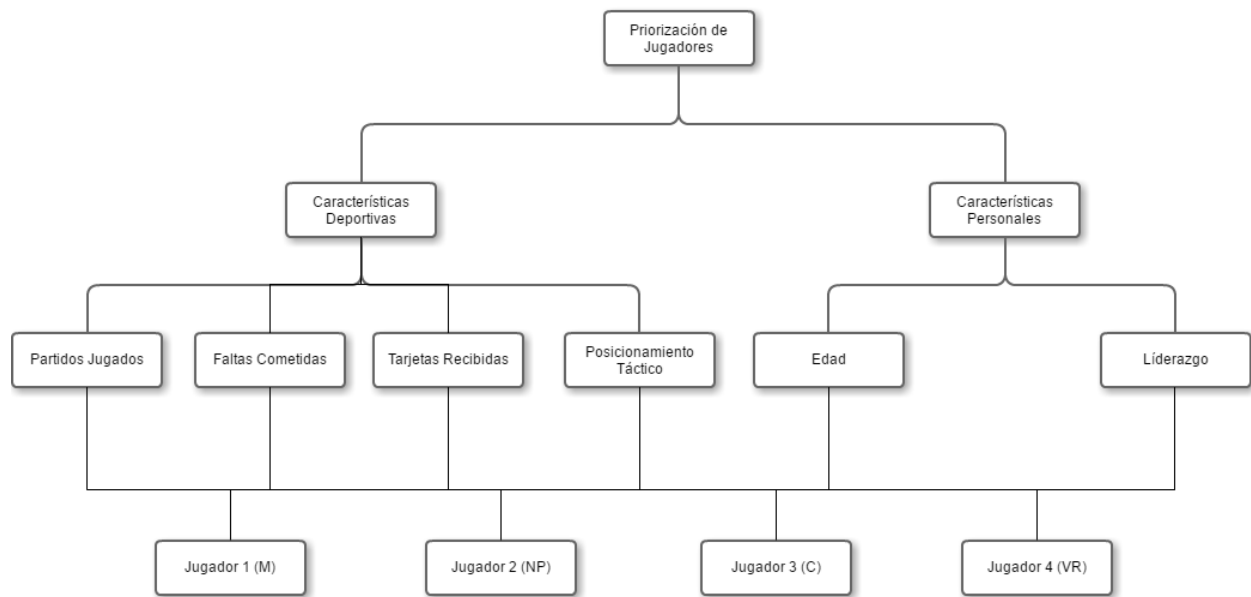 Priorización de
Jugadores
Características
Deportivas
Características
Personales
Partidos Jugados
Faltas Cometidas
Tarjetas Recibidas
Posicionamiento
Táctico
Edad
Líderazgo
Jugador 1 (M)
Jugador 2 (NP)
Jugador 3 (C)
Jugador 4 (VR)